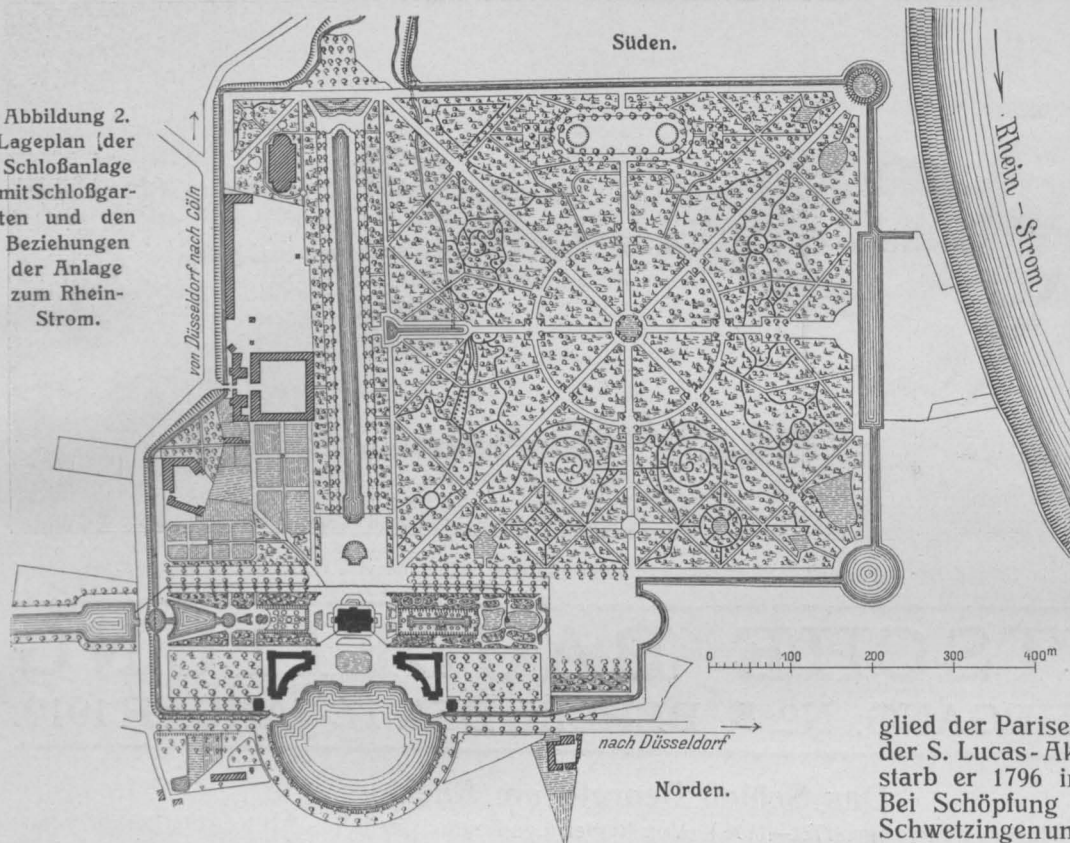 Süden.
Abbildung 2.
Lageplan [der
Schloßanlage
mit Schloßgar-
ten und den
Beziehungen
der Anlage
zum Rhein-
Strom.
von Düsseldorf nach Cöln
Rhein-Strom
0 100 200 300 400 m
nach Düsseldorf
Norden.
glied der Parise
der S. Lucas-Ak
starb er 1796 in
Bei Schöpfung
Schwetzingen un